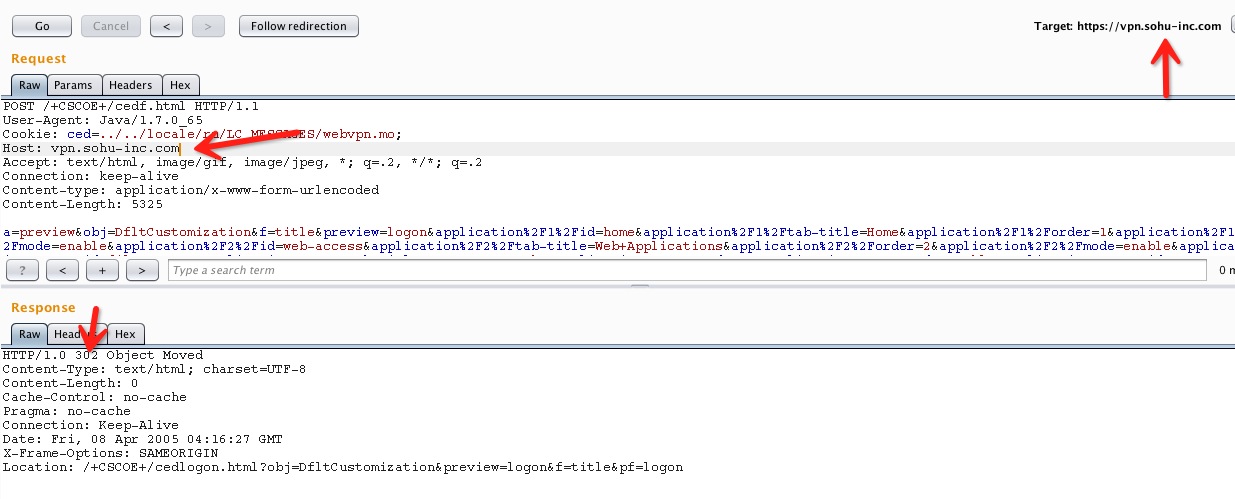 Go Cancel < > Follow redirection Target: https://vpn.sohu-inc.com
Request
Raw Params Headers Hex
POST /+CSCOE+/cedf.html HTTP/1.1
User-Agent: Java/1.7.0_65
Cookie: ced=../../locale/ru/LC_MESSAGES/webvpn.mo;
Host: vpn.sohu-inc.com
Accept: text/html, image/gif, image/jpeg, *; q=.2, */*; q=.2
Connection: keep-alive
Content-type: application/x-www-form-urlencoded
Content-Length: 5325
a=preview&obj=DfltCustomization&f=title&preview=logon&application%2F1%2Fid=home&application%2F1%2Ftab-title=Home&application%2F1%2Forder=1&application%2F1
2Fmode=enable&application%2F2%2Fid=web-access&application%2F2%2Ftab-title=Web+Applications&application%2F2%2Forder=2&application%2F2%2Fmode=enable&applica
? < + > Type a search term 0 m
Response
Raw Headers Hex
HTTP/1.0 302 Object Moved
Content-Type: text/html; charset=UTF-8
Content-Length: 0
Cache-Control: no-cache
Pragma: no-cache
Connection: Keep-Alive
Date: Fri, 08 Apr 2005 04:16:27 GMT
X-Frame-Options: SAMEORIGIN
Location: /+CSCOE+/cedlogon.html?obj=DfltCustomization&preview=logon&f=title&pf=logon